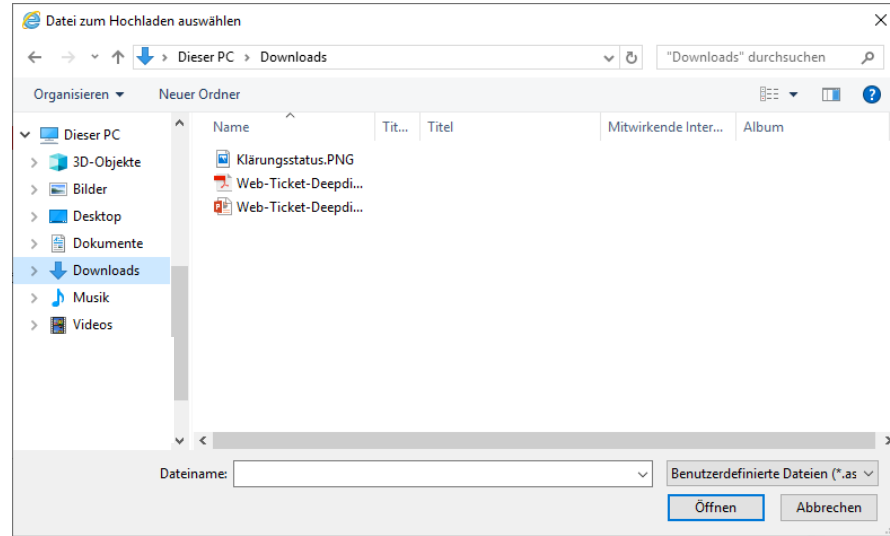 Datei zum Hochladen auswählen
Dieser PC > Downloads
"Downloads" durchsuchen
Organisieren
Neuer Ordner
Dieser PC
3D-Objekte
Bilder
Desktop
Dokumente
Downloads
Musik
Videos
Name Tit... Titel Mitwirkende Inter... Album
Klärungsstatus.PNG
Web-Ticket-Deepdi...
Web-Ticket-Deepdi...
Dateiname:
Benutzerdefinierte Dateien (*.as
Öffnen
Abbrechen